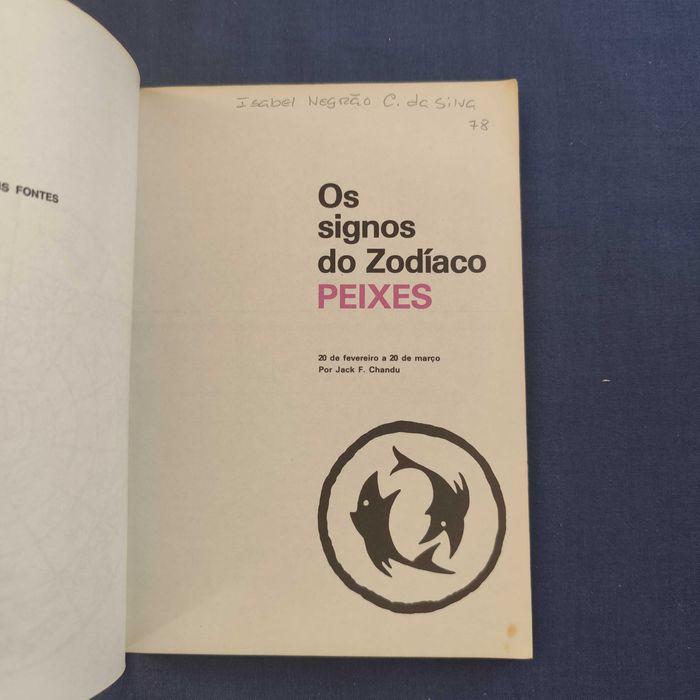 FONTES
Isabel Negrão C. da Silva
78
Os
signos
do Zodíaco
PEIXES
20 de fevereiro a 20 de março
Por Jack F. Chandu